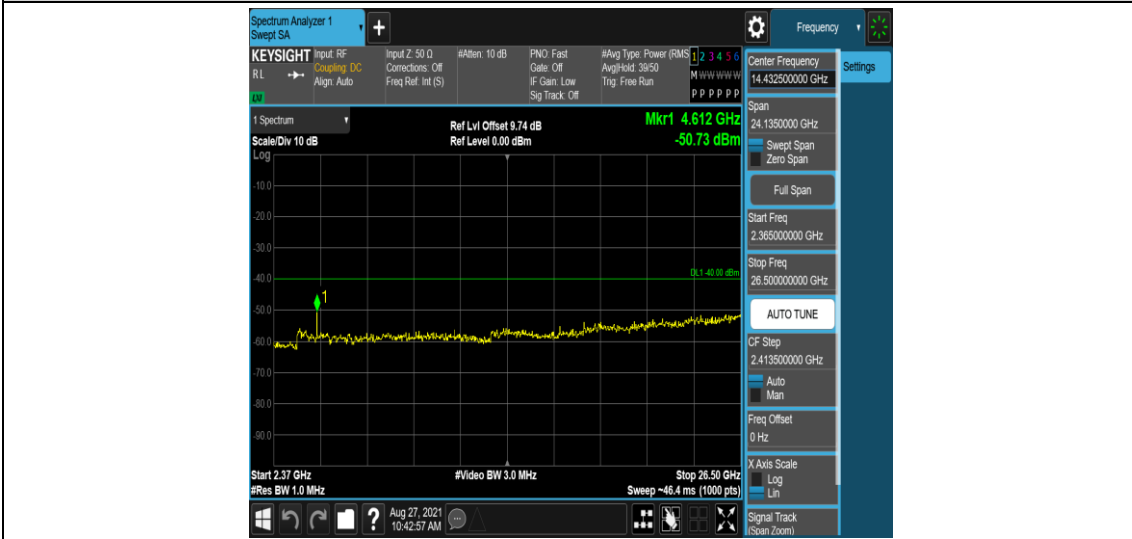 Spectrum Analyzer 1
Swept SA
Frequency
KEYSIGHT
RL
LM
Input: RF
Coupling: DC
Align: Auto
Input Z: 50 Ω
Corrections: Off
Freq Ref: Int (S)
#Atten: 10 dB
PNO: Fast
Gate: Off
IF Gain: Low
Sig Track: Off
#Avg Type: Power (RMS
Avg|Hold: 39/50
Trig: Free Run
1 2 3 4 5 6
M W W W W W
P P P P P P
1 Spectrum
Scale/Div 10 dB
Ref Lvl Offset 9.74 dB
Ref Level 0.00 dBm
Mkr1 4.612 GHz
-50.73 dBm
Log
-10.0
-20.0
-30.0
-40.0
-50.0
-60.0
-70.0
-80.0
-90.0
DL1 -40.00 dBm
1
Start 2.37 GHz
#Res BW 1.0 MHz
#Video BW 3.0 MHz
Stop 26.50 GHz
Sweep ~46.4 ms (1000 pts)
Aug 27, 2021
10:42:57 AM
Center Frequency
14.432500000 GHz
Span
24.1350000 GHz
Swept Span
Zero Span
Full Span
Start Freq
2.365000000 GHz
Stop Freq
26.500000000 GHz
AUTO TUNE
CF Step
2.413500000 GHz
Auto
Man
Freq Offset
0 Hz
X Axis Scale
Log
Lin
Signal Track
(Span Zoom)
Settings